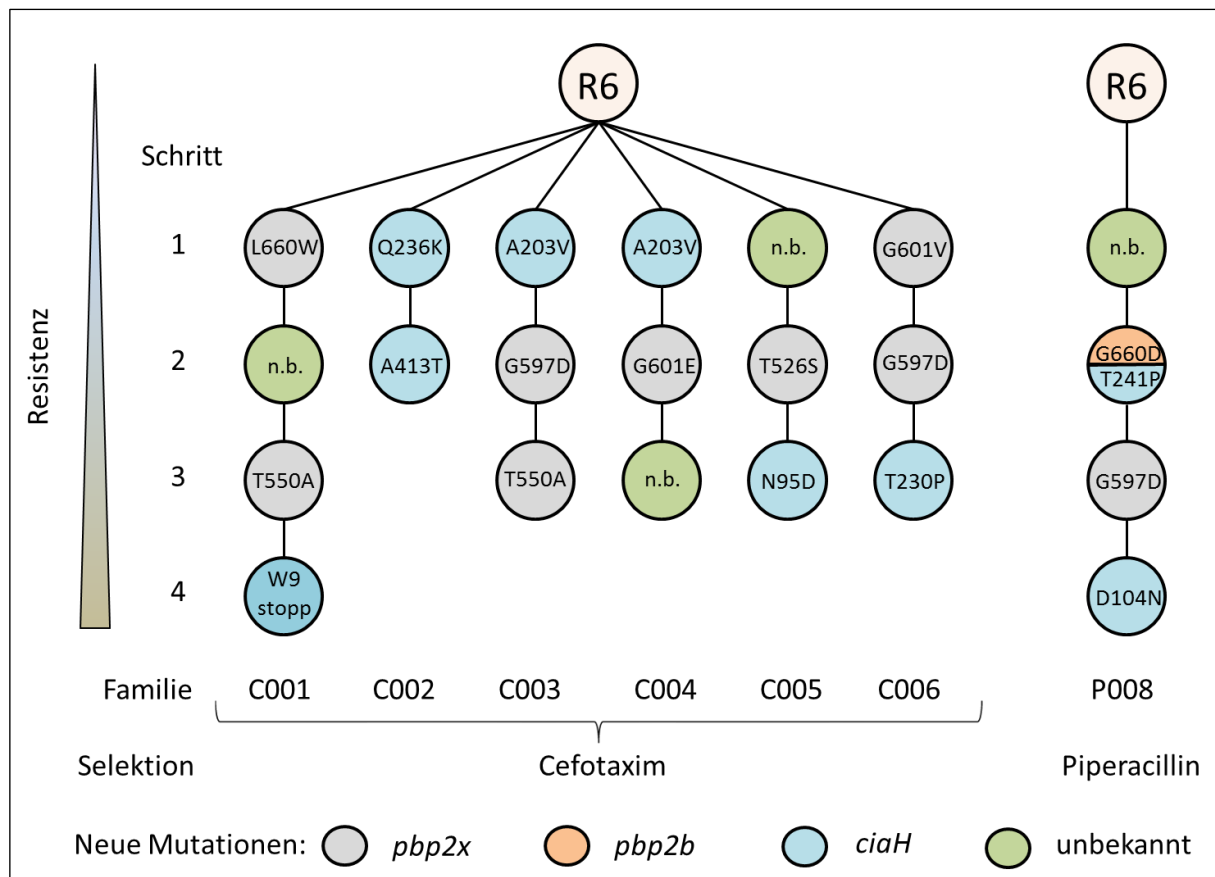 R6 R6
Schritt
1 L660W Q236K A203V A203V n.b. G601V n.b.
Resistenz
2 n.b. A413T G597D G601E T526S G597D G660D
T241P
3 T550A T550A n.b. N95D T230P G597D
4 W9
stopp D104N
Familie C001 C002 C003 C004 C005 C006 P008
Selektion Cefotaxim Piperacillin
Neue Mutationen: pbp2x pbp2b ciaH unbekannt